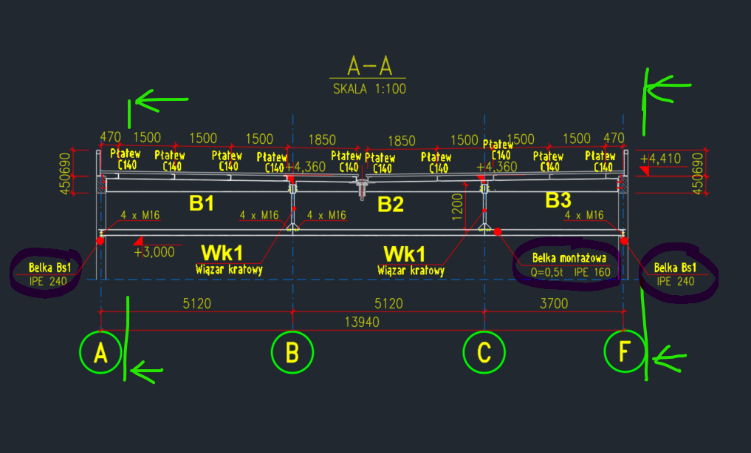 A-A
SKALA 1:100
470 1500 1500 1500 1850 1850 1500 1500 1500 470
Płatew C140 Płatew C140 Płatew C140 Płatew C140 Płatew C140 Płatew C140 Płatew C140 Płatew C140 Płatew C140 Płatew C140
+4,360 +4,360 +4,410
450 690 450 690
B1 B2 B3
1200
4 x M16 4 x M16 4 x M16 4 x M16
Wk1 Wk1
Wiązar kratowy Wiązar kratowy
+3,000
Belka Bs1
IPE 240
Belka montażowa
Q=0,5t IPE 160
Belka Bs1
IPE 240
5120 5120 3700
13940
A B C F